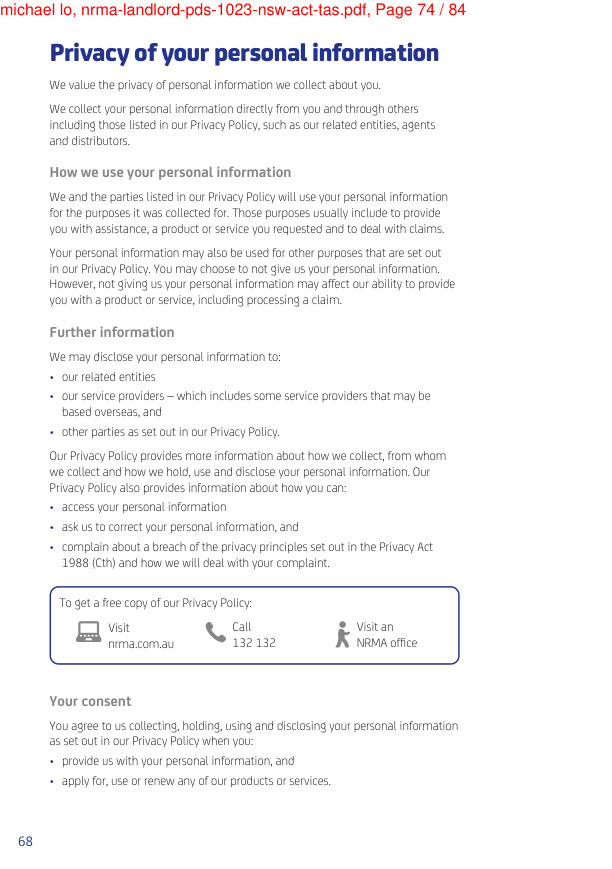 michael lo, nrma-landlord-pds-1023-nsw-act-tas.pdf, Page 74 / 84
Privacy of your personal information
We value the privacy of personal information we collect about you.
We collect your personal information directly from you and through others
including those listed in our Privacy Policy, such as our related entities, agents
and distributors.
How we use your personal information
We and the parties listed in our Privacy Policy will use your personal information
for the purposes it was collected for. Those purposes usually include to provide
you with assistance, a product or service you requested and to deal with claims.
Your personal information may also be used for other purposes that are set out
in our Privacy Policy. You may choose to not give us your personal information.
However, not giving us your personal information may affect our ability to provide
you with a product or service, including processing a claim.
Further information
We may disclose your personal information to:
• our related entities
• our service providers – which includes some service providers that may be
based overseas, and
• other parties as set out in our Privacy Policy.
Our Privacy Policy provides more information about how we collect, from whom
we collect and how we hold, use and disclose your personal information. Our
Privacy Policy also provides information about how you can:
• access your personal information
• ask us to correct your personal information, and
• complain about a breach of the privacy principles set out in the Privacy Act
1988 (Cth) and how we will deal with your complaint.
To get a free copy of our Privacy Policy:
Visit
nrma.com.au
Call
132 132
Visit an
NRMA office
Your consent
You agree to us collecting, holding, using and disclosing your personal information
as set out in our Privacy Policy when you:
• provide us with your personal information, and
• apply for, use or renew any of our products or services.
68